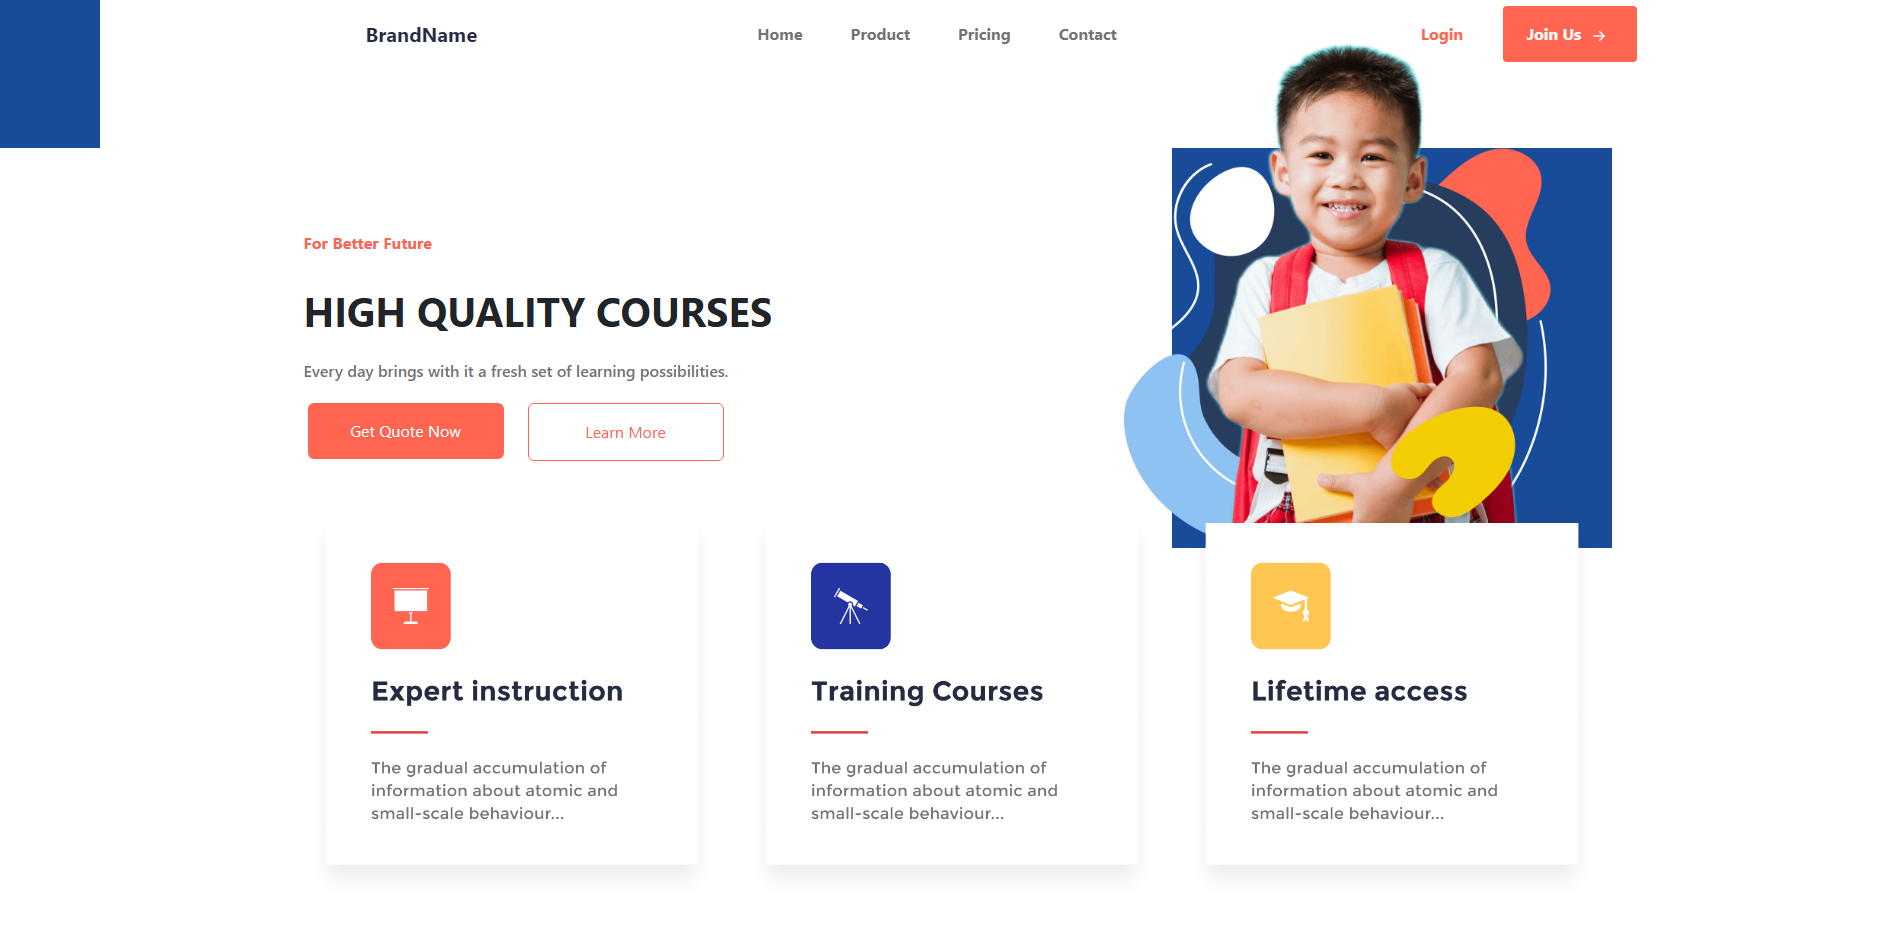 BrandName
Home
Product
Pricing
Contact
Login
Join Us
For Better Future
HIGH QUALITY COURSES
Every day brings with it a fresh set of learning possibilities.
Get Quote Now
Learn More
Expert instruction
The gradual accumulation of
information about atomic and
small-scale behaviour...
Training Courses
The gradual accumulation of
information about atomic and
small-scale behaviour...
Lifetime access
The gradual accumulation of
information about atomic and
small-scale behaviour...